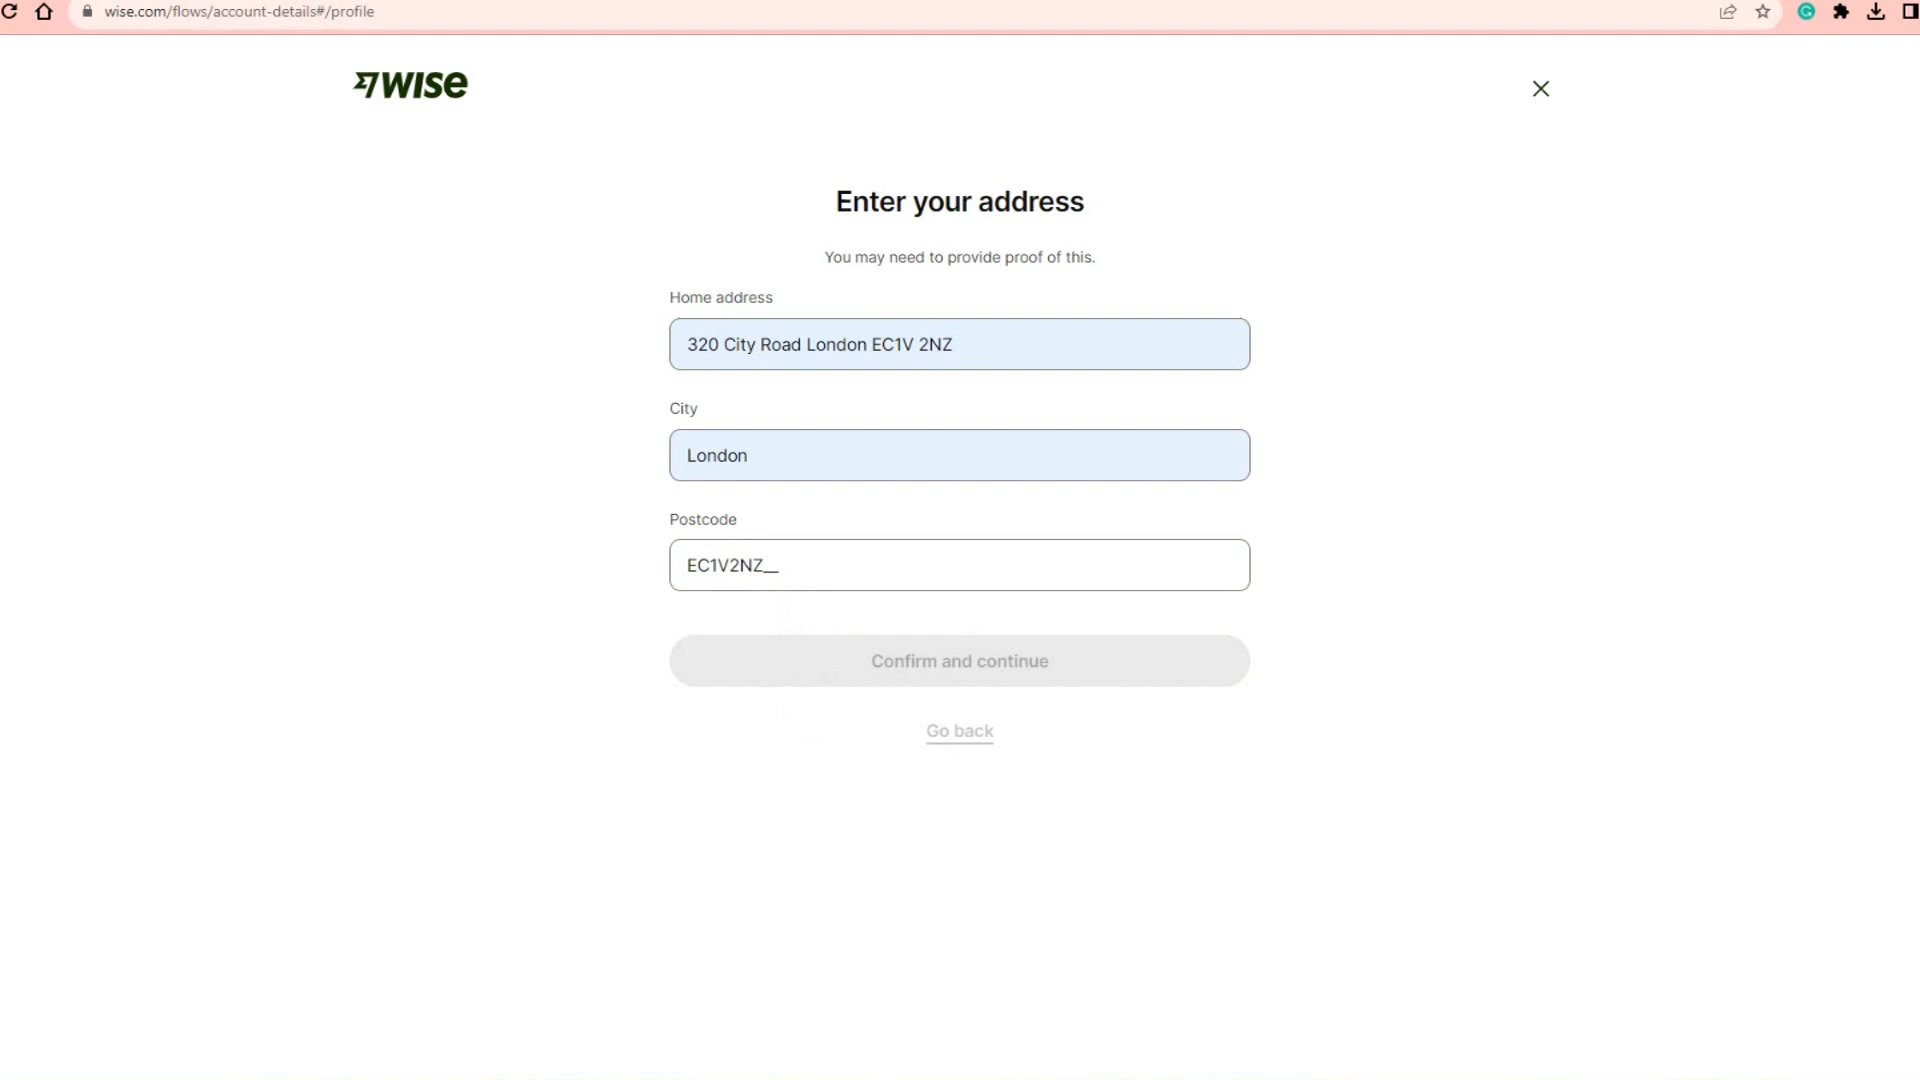 wise.com/flows/account-details#/profile
7WISE
Enter your address
You may need to provide proof of this.
Home address
320 City Road London EC1V 2NZ
City
London
Postcode
EC1V2NZ__
Confirm and continue
Go back